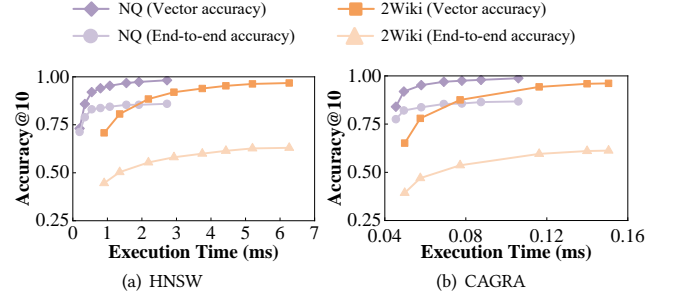 NQ (Vector accuracy) 2Wiki (Vector accuracy)
NQ (End-to-end accuracy) 2Wiki (End-to-end accuracy)
Accuracy@10
1.00
0.75
0.50
0.25
0 1 2 3 4 5 6 7
Execution Time (ms)
(a) HNSW
Accuracy@10
1.00
0.75
0.50
0.25
0.04 0.08 0.12 0.16
Execution Time (ms)
(b) CAGRA